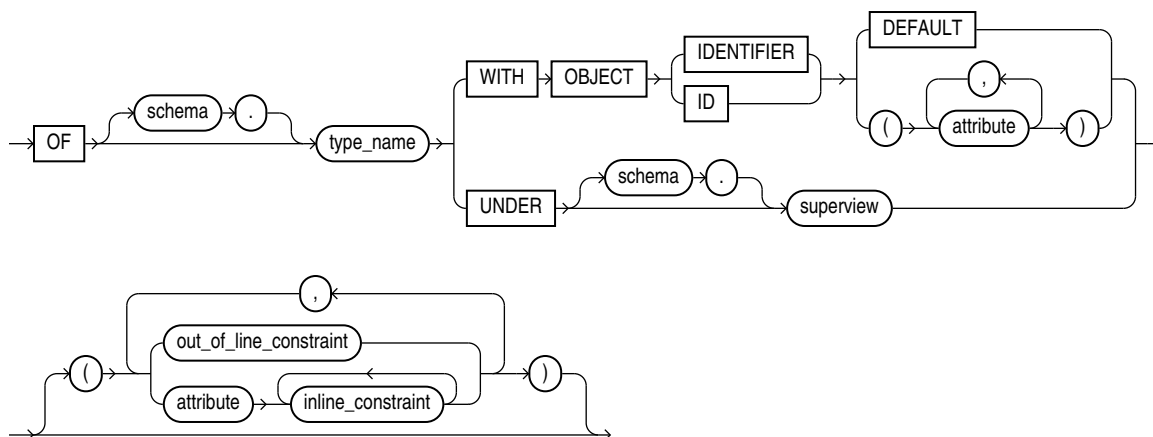 DEFAULT
IDENTIFIER
WITH OBJECT
ID
,
schema .
( attribute )
OF type_name
schema .
UNDER superview
,
out_of_line_constraint
( )
attribute inline_constraint